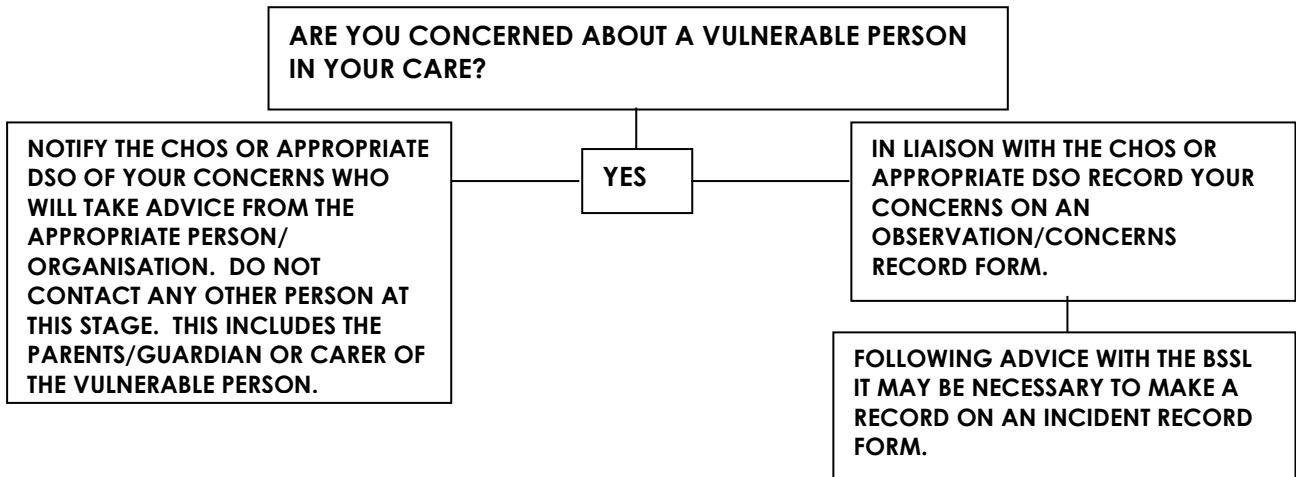 ARE YOU CONCERNED ABOUT A VULNERABLE PERSON
IN YOUR CARE?
NOTIFY THE CHOS OR APPROPRIATE
DSO OF YOUR CONCERNS WHO
WILL TAKE ADVICE FROM THE
APPROPRIATE PERSON/
ORGANISATION.  DO NOT
CONTACT ANY OTHER PERSON AT
THIS STAGE.  THIS INCLUDES THE
PARENTS/GUARDIAN OR CARER OF
THE VULNERABLE PERSON.
YES
IN LIAISON WITH THE CHOS OR
APPROPRIATE DSO RECORD YOUR
CONCERNS ON AN
OBSERVATION/CONCERNS
RECORD FORM.
FOLLOWING ADVICE WITH THE BSSL
IT MAY BE NECESSARY TO MAKE A
RECORD ON AN INCIDENT RECORD
FORM.